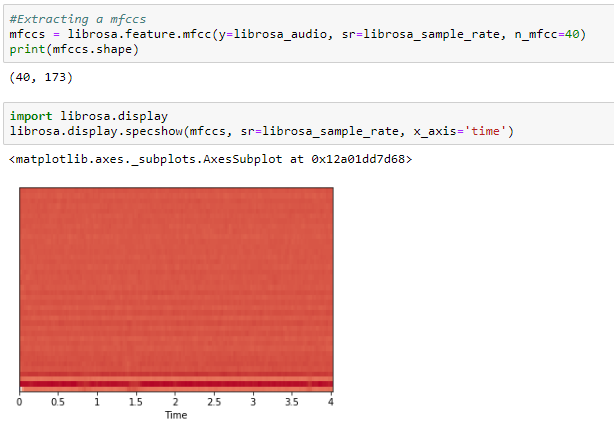 #Extracting a mfccs
mfccs = librosa.feature.mfcc(y=librosa_audio, sr=librosa_sample_rate, n_mfcc=40)
print(mfccs.shape)
(40, 173)
import librosa.display
librosa.display.specshow(mfccs, sr=librosa_sample_rate, x_axis='time')
<matplotlib.axes._subplots.AxesSubplot at 0x12a01dd7d68>
0 0.5 1 1.5 2 2.5 3 3.5 4
Time